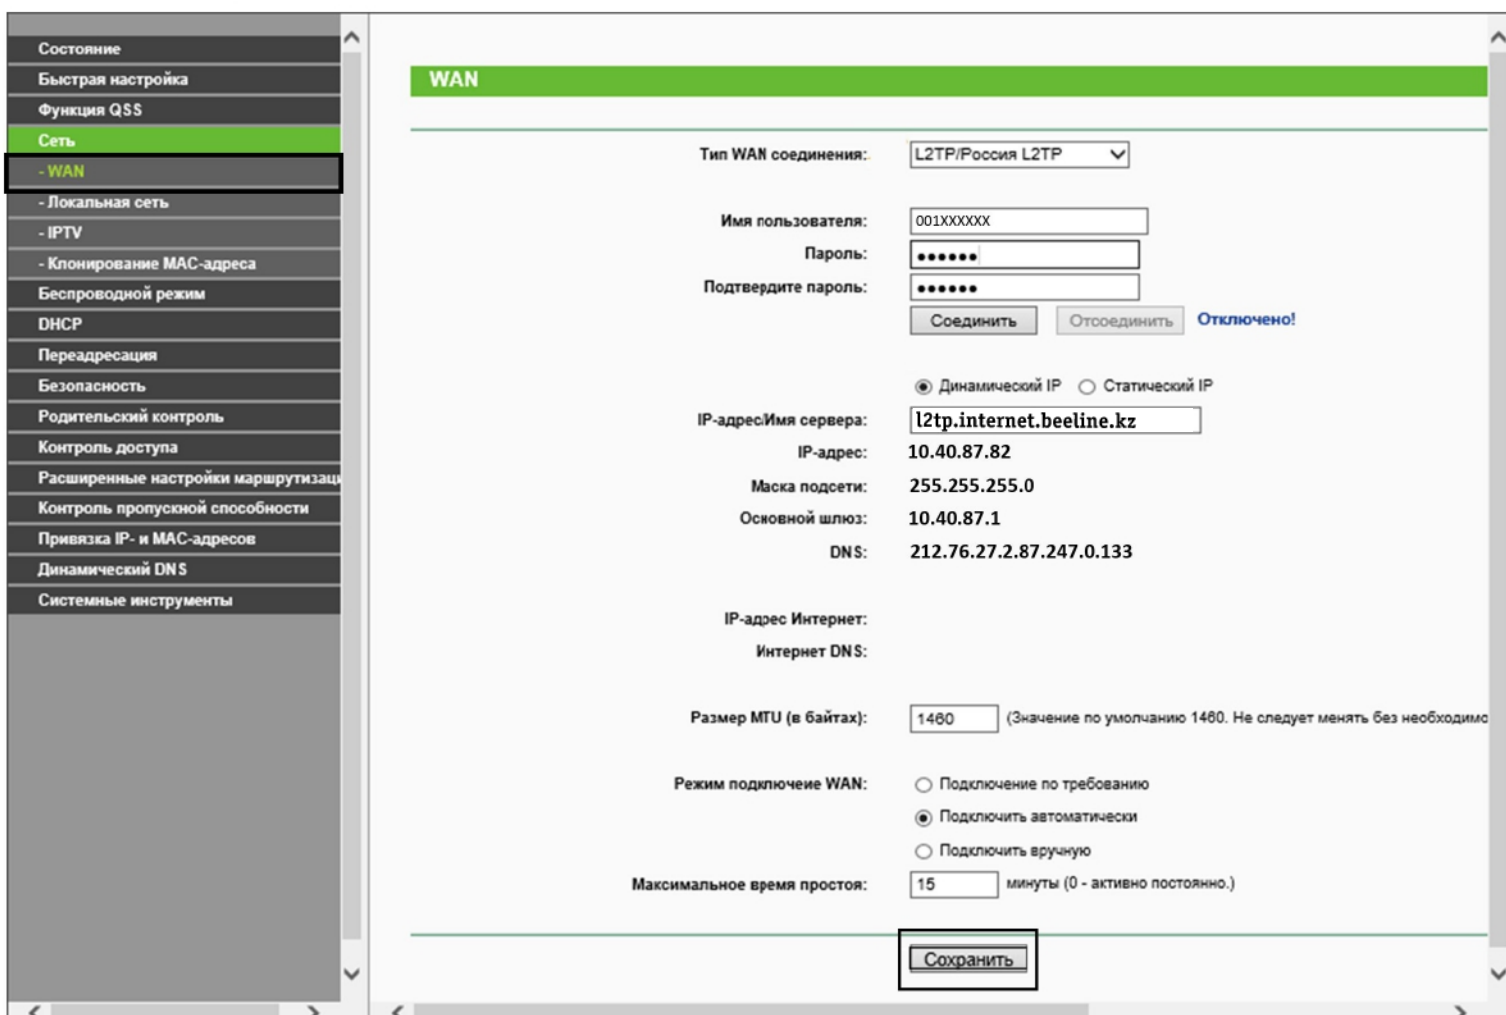 Состояние
Быстрая настройка
Функция QSS
Сеть
- WAN
- Локальная сеть
- IPTV
- Клонирование MAC-адреса
Беспроводной режим
DHCP
Переадресация
Безопасность
Родительский контроль
Контроль доступа
Расширенные настройки маршрутизаци
Контроль пропускной способности
Привязка IP- и MAC-адресов
Динамический DNS
Системные инструменты
WAN
Тип WAN соединения: L2TP/Россия L2TP
Имя пользователя: 001XXXXXX
Пароль: ●●●●●●
Подтвердите пароль: ●●●●●●
Соединить Отсоединить Отключено!
Динамический IP Статический IP
IP-адрес/Имя сервера: l2tp.internet.beeline.kz
IP-адрес: 10.40.87.82
Маска подсети: 255.255.255.0
Основной шлюз: 10.40.87.1
DNS: 212.76.27.2.87.247.0.133
IP-адрес Интернет:
Интернет DNS:
Размер MTU (в байтах): 1460 (Значение по умолчанию 1460. Не следует менять без необходимо
Режим подключеие WAN: Подключение по требованию
Подключить автоматически
Подключить вручную
Максимальное время простоя: 15 минуты (0 - активно постоянно.)
Сохранить